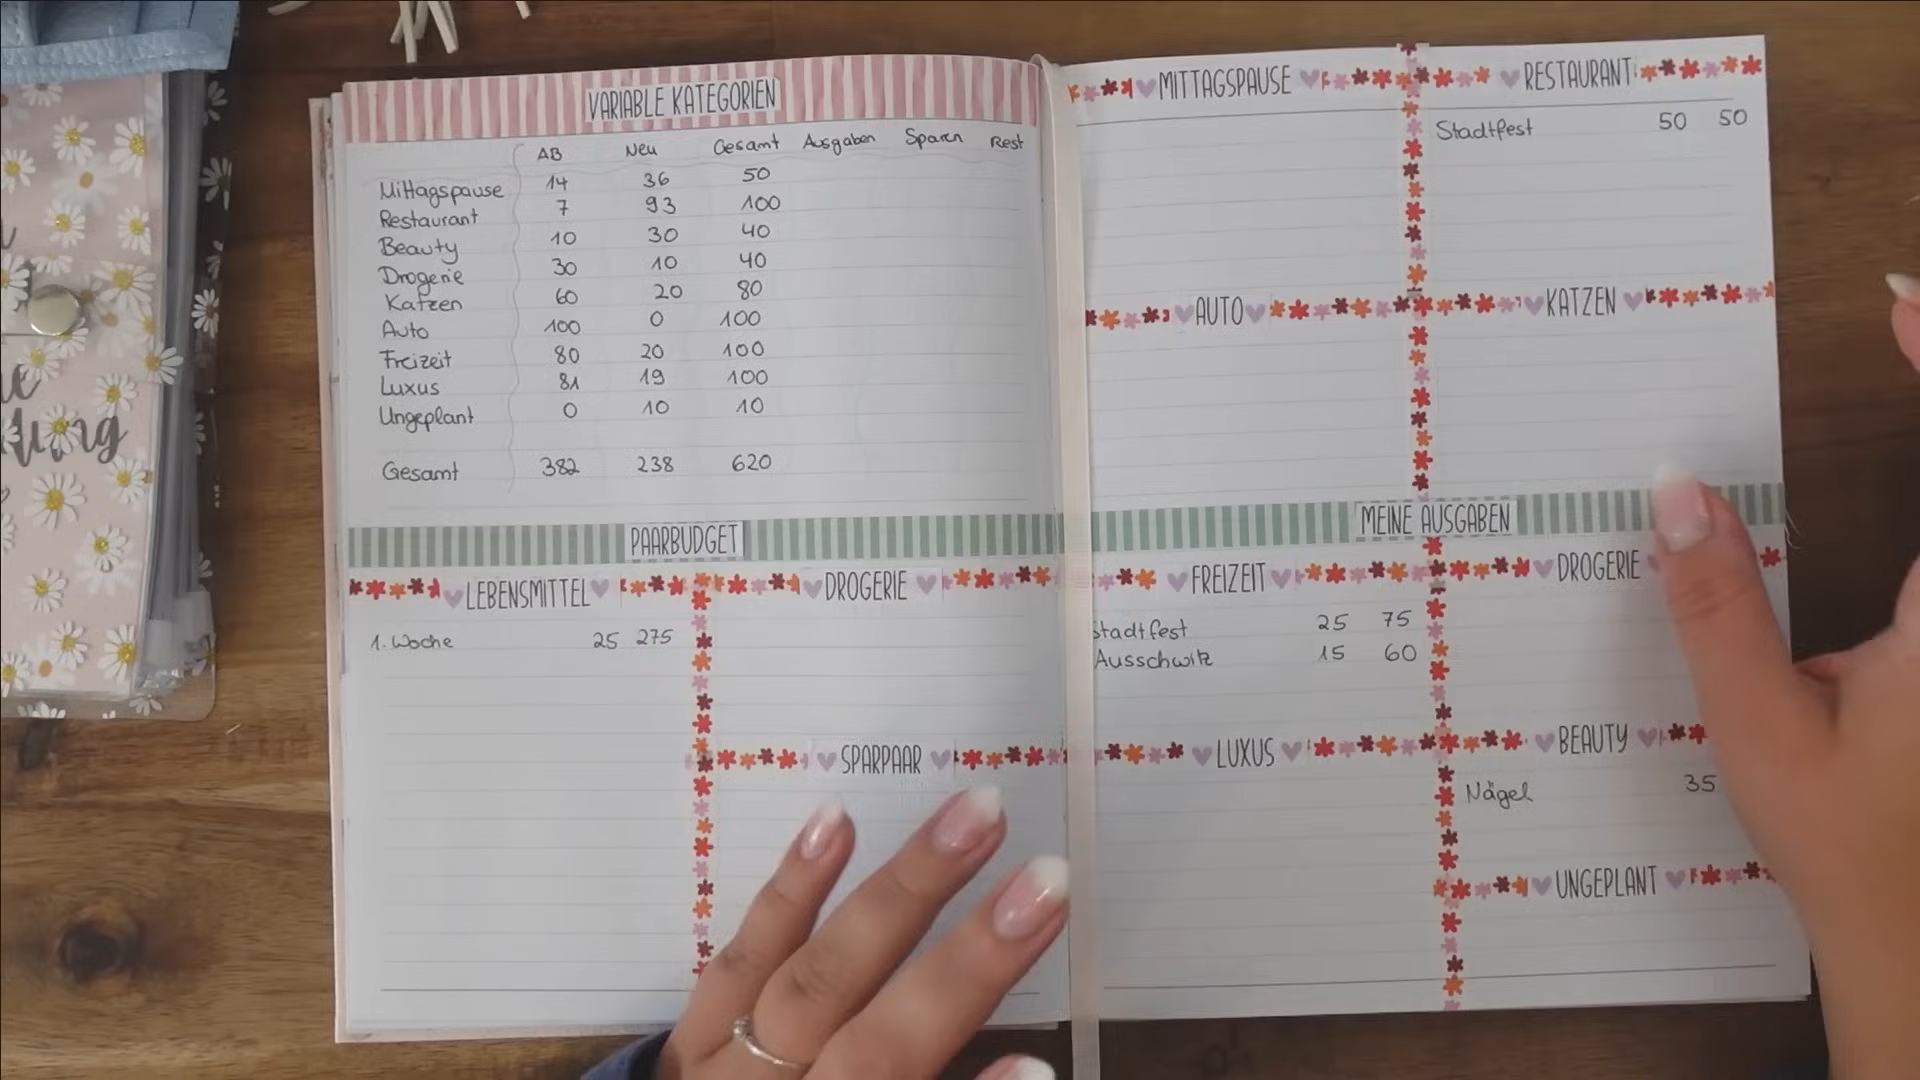 VARIABLE KATEGORIEN
AB Neu Gesamt Ausgaben Sparen Rest
Mittagspause 14 36 50
Restaurant 7 93 100
Beauty 10 30 40
Drogerie 30 10 40
Katzen 60 20 80
Auto 100 0 100
Freizeit 80 20 100
Luxus 81 19 100
Ungeplant 0 10 10
Gesamt 382 238 620
PAARBUDGET
LEBENSMITTEL
1. Woche 25 275
DROGERIE
SPARPAAR
MITTAGSPAUSE
RESTAURANT
Stadtfest 50 50
AUTO
KATZEN
MEINE AUSGABEN
FREIZEIT
Stadtfest 25 75
Ausschwitz 15 60
DROGERIE
LUXUS
BEAUTY
Nägel 35
UNGEPLANT